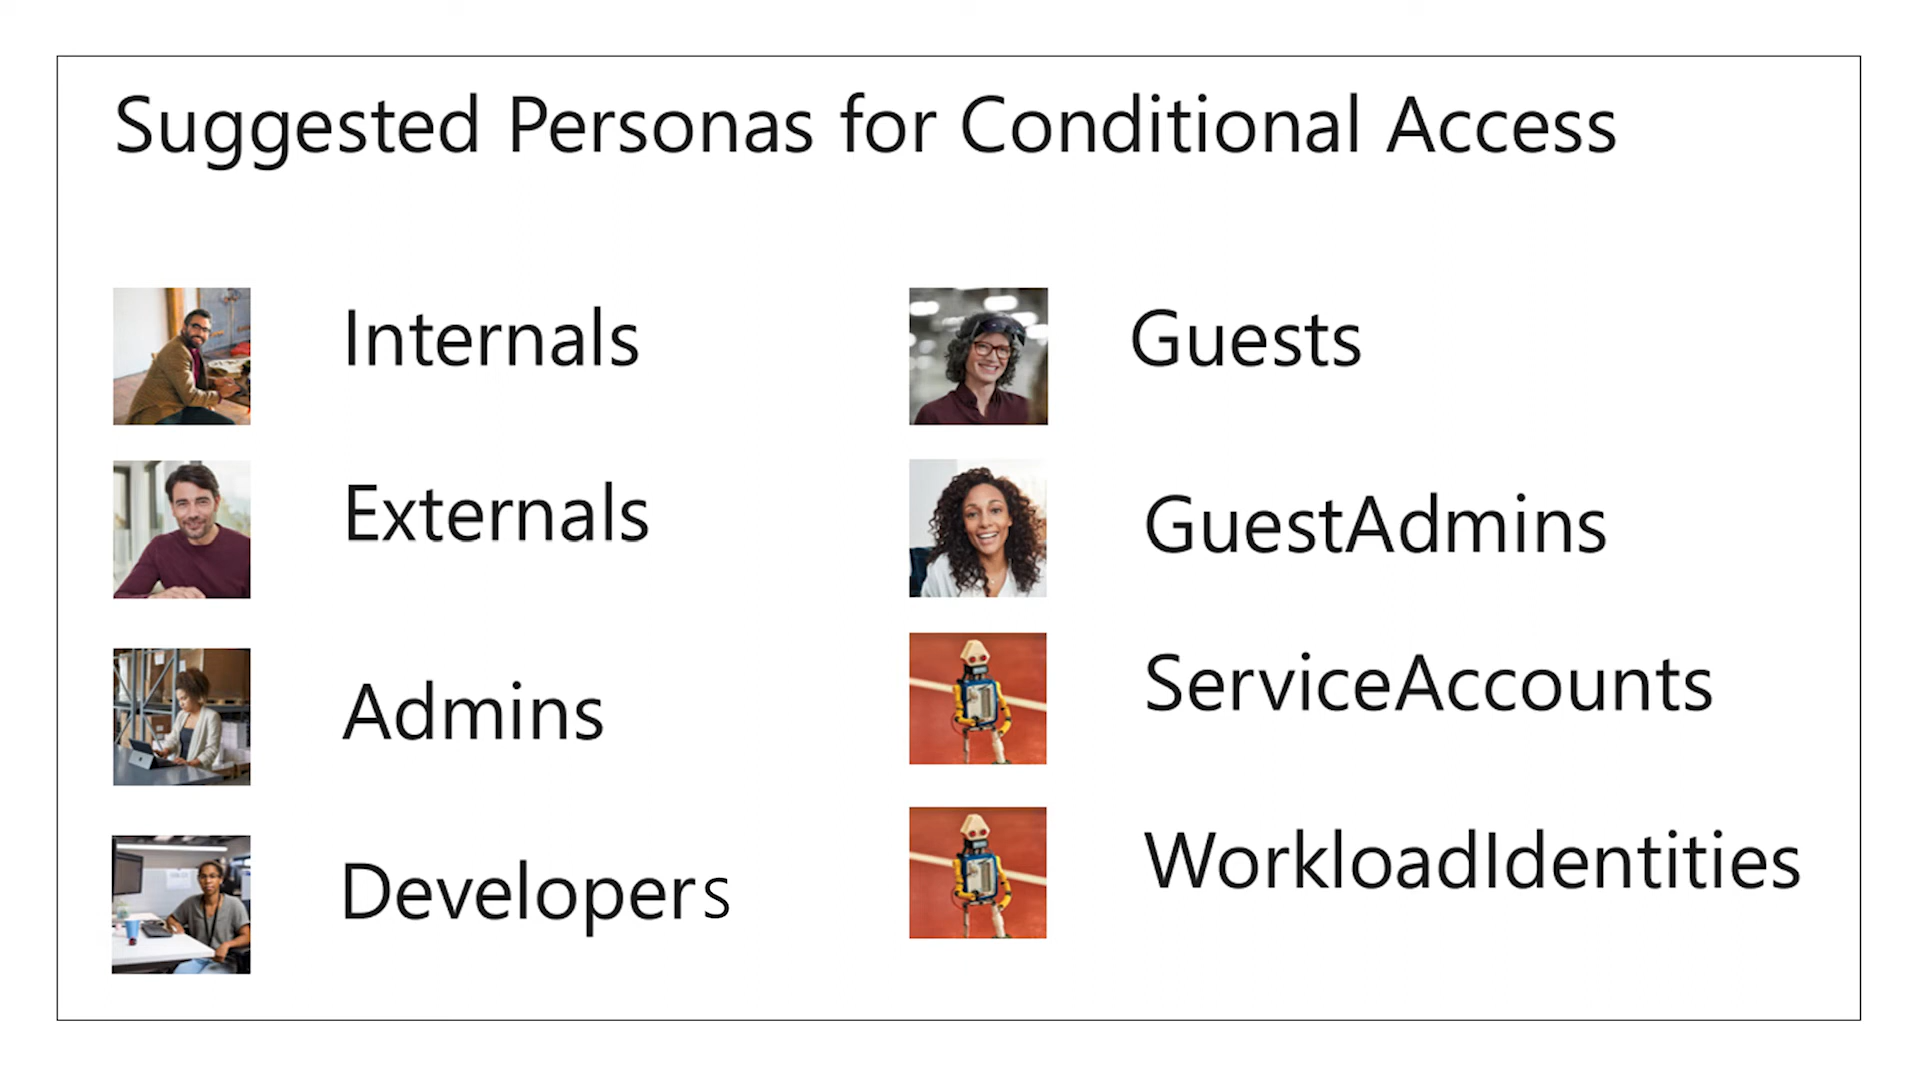 Suggested Personas for Conditional Access
Internals
Externals
Admins
Developers
Guests
GuestAdmins
ServiceAccounts
WorkloadIdentities